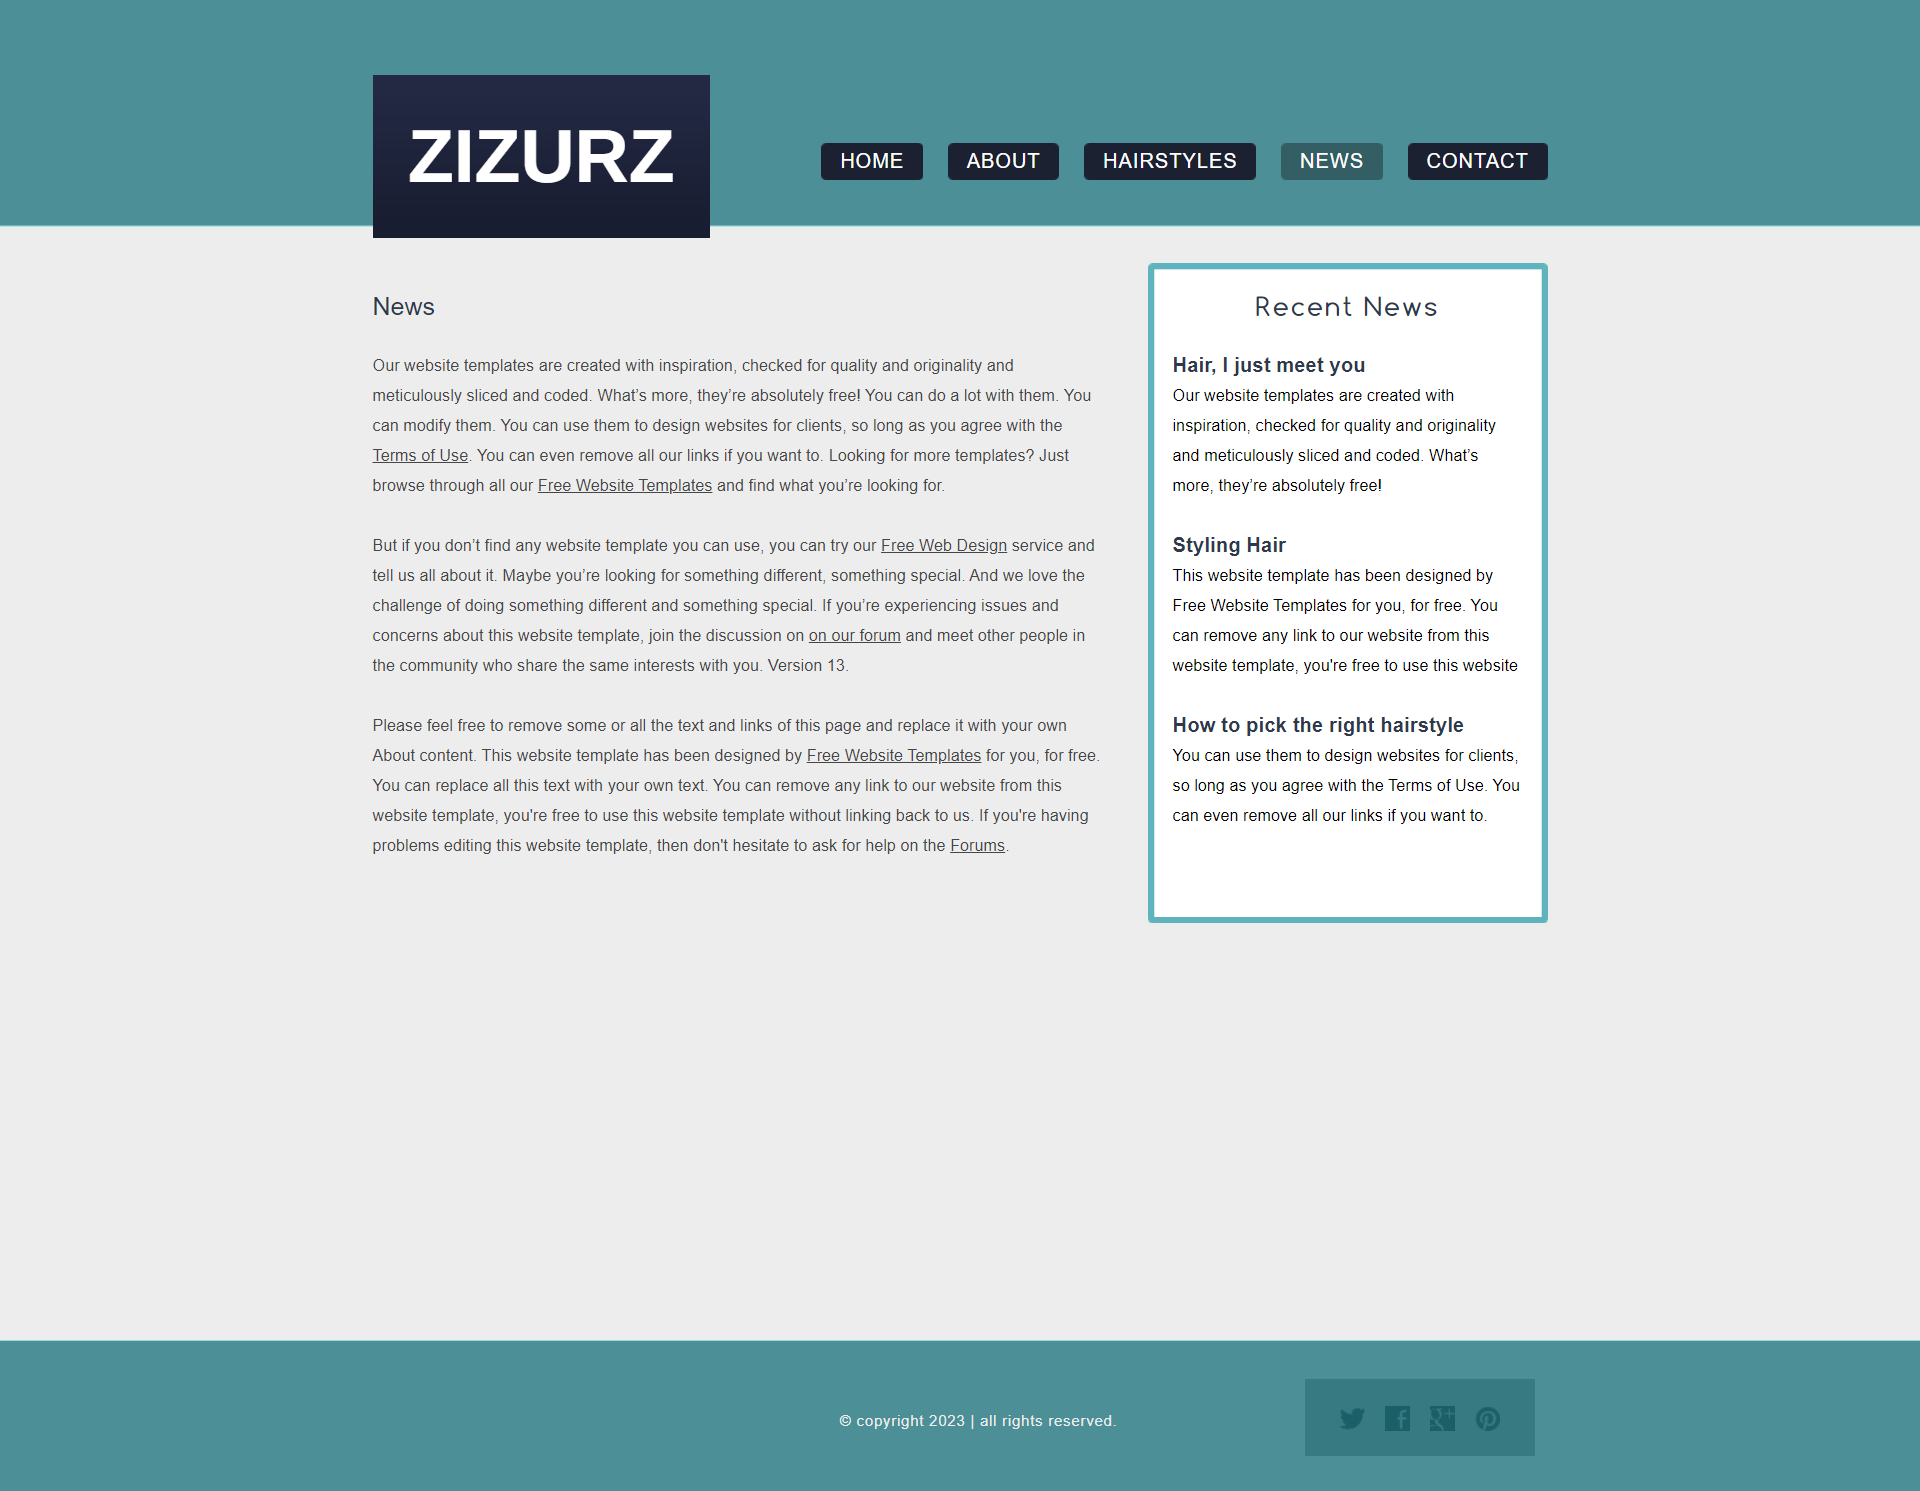 ZIZURZ
HOME
ABOUT
HAIRSTYLES
NEWS
CONTACT
News
Our website templates are created with inspiration, checked for quality and originality and
meticulously sliced and coded. What’s more, they’re absolutely free! You can do a lot with them. You
can modify them. You can use them to design websites for clients, so long as you agree with the
Terms of Use. You can even remove all our links if you want to. Looking for more templates? Just
browse through all our Free Website Templates and find what you’re looking for.
But if you don’t find any website template you can use, you can try our Free Web Design service and
tell us all about it. Maybe you’re looking for something different, something special. And we love the
challenge of doing something different and something special. If you’re experiencing issues and
concerns about this website template, join the discussion on on our forum and meet other people in
the community who share the same interests with you. Version 13.
Please feel free to remove some or all the text and links of this page and replace it with your own
About content. This website template has been designed by Free Website Templates for you, for free.
You can replace all this text with your own text. You can remove any link to our website from this
website template, you're free to use this website template without linking back to us. If you're having
problems editing this website template, then don't hesitate to ask for help on the Forums.
Recent News
Hair, I just meet you
Our website templates are created with
inspiration, checked for quality and originality
and meticulously sliced and coded. What’s
more, they’re absolutely free!
Styling Hair
This website template has been designed by
Free Website Templates for you, for free. You
can remove any link to our website from this
website template, you're free to use this website
How to pick the right hairstyle
You can use them to design websites for clients,
so long as you agree with the Terms of Use. You
can even remove all our links if you want to.
© copyright 2023 | all rights reserved.